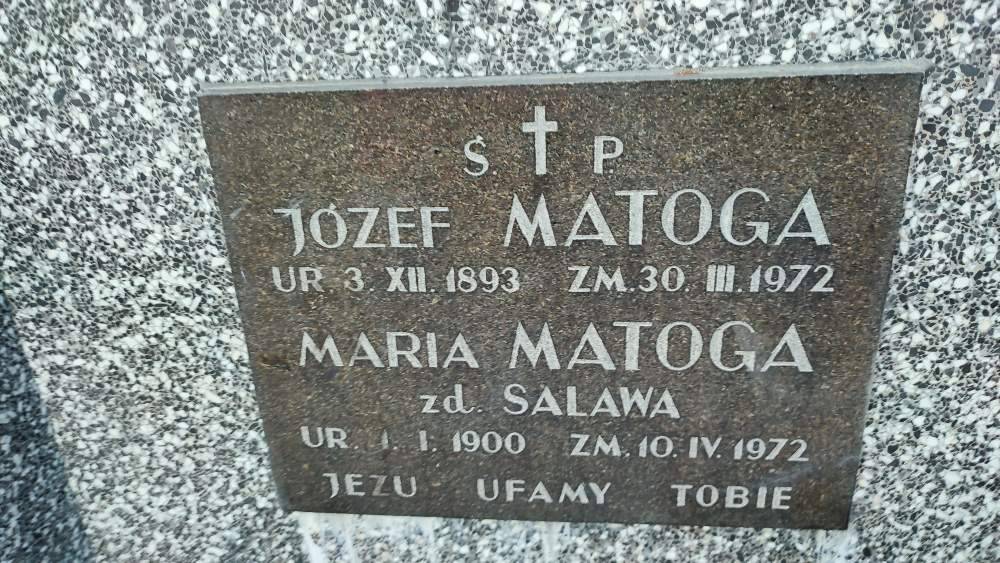 Ś. P.
JÓZEF MATOGA
UR 3. XII. 1893 ZM. 30. III. 1972
MARIA MATOGA
zd. SALAWA
UR. 1. I. 1900 ZM. 10. IV. 1972
JEZU UFAMY TOBIE